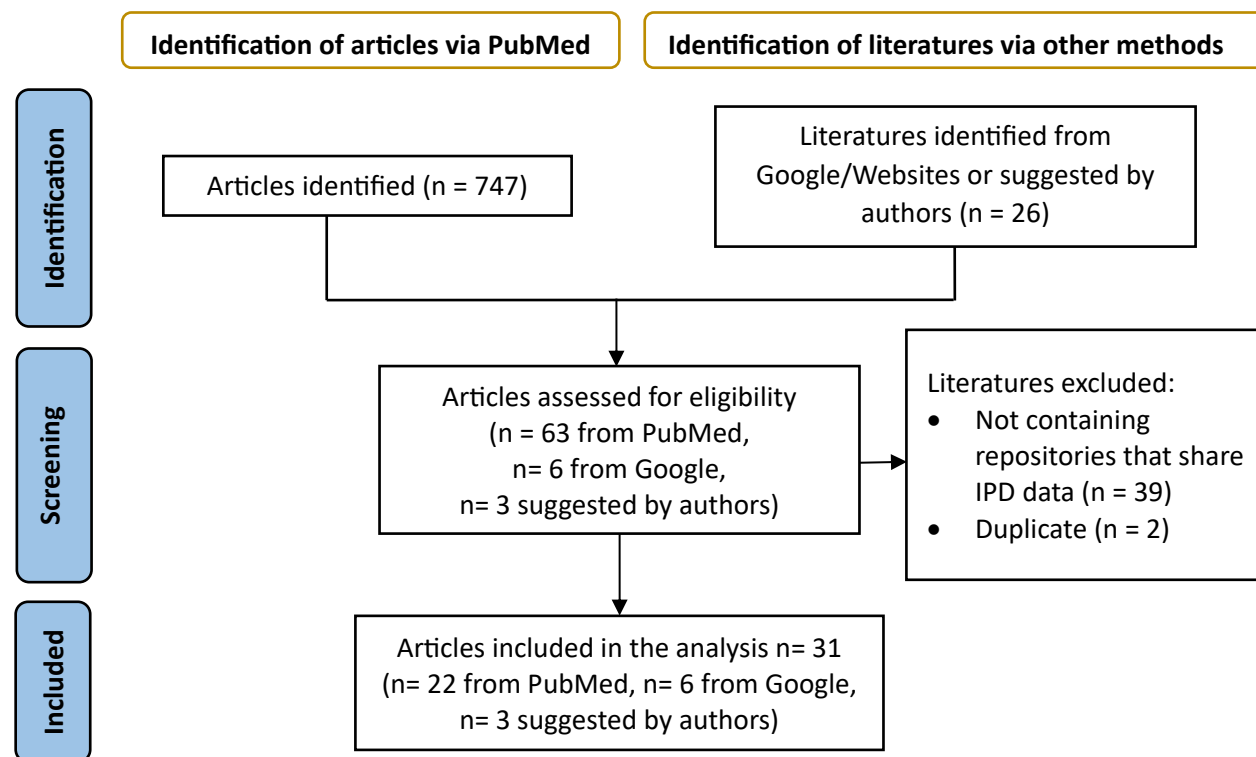 Identification of articles via PubMed
Identification of literatures via other methods
Identification
Articles identified (n = 747)
Literatures identified from
Google/Websites or suggested by
authors (n = 26)
Screening
Articles assessed for eligibility
(n = 63 from PubMed,
n= 6 from Google,
n= 3 suggested by authors)
Literatures excluded:
• Not containing
repositories that share
IPD data (n = 39)
• Duplicate (n = 2)
Included
Articles included in the analysis n= 31
(n= 22 from PubMed, n= 6 from Google,
n= 3 suggested by authors)